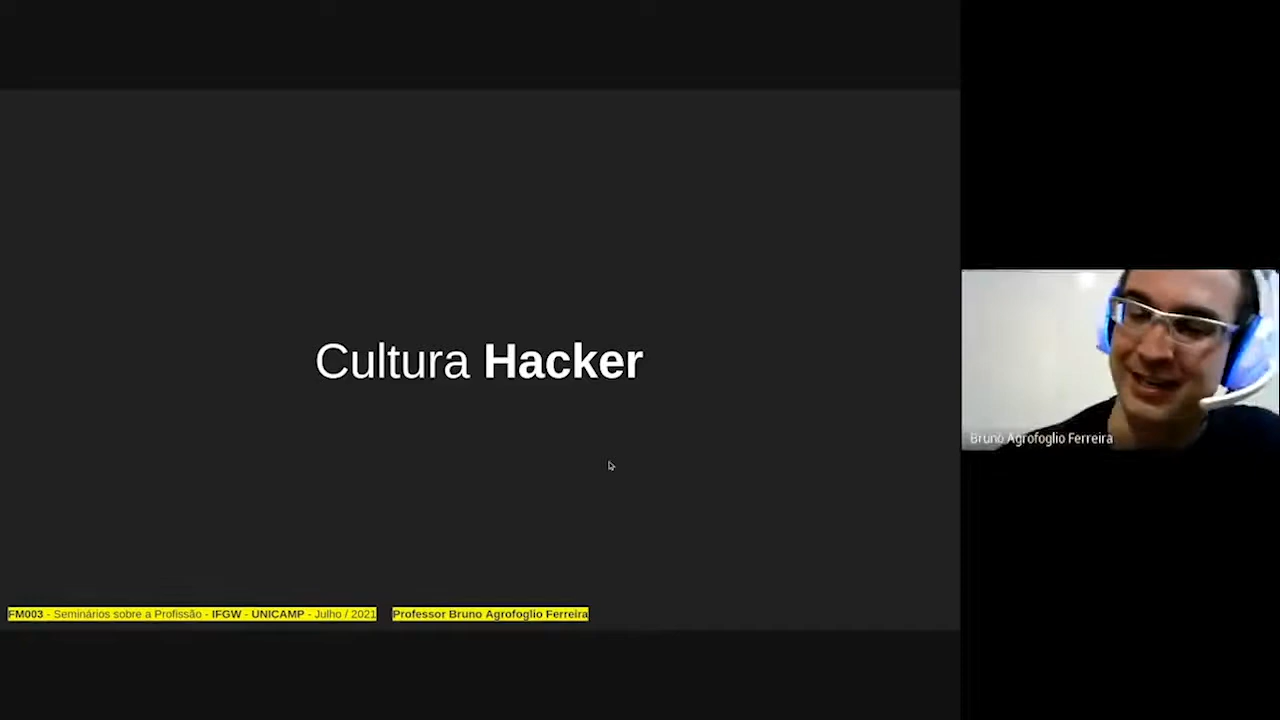 Cultura Hacker
Bruno Agrofoglio Ferreira
FM003 - Seminários sobre a Profissão - IFGW - UNICAMP - Julho / 2021 Professor Bruno Agrofoglio Ferreira